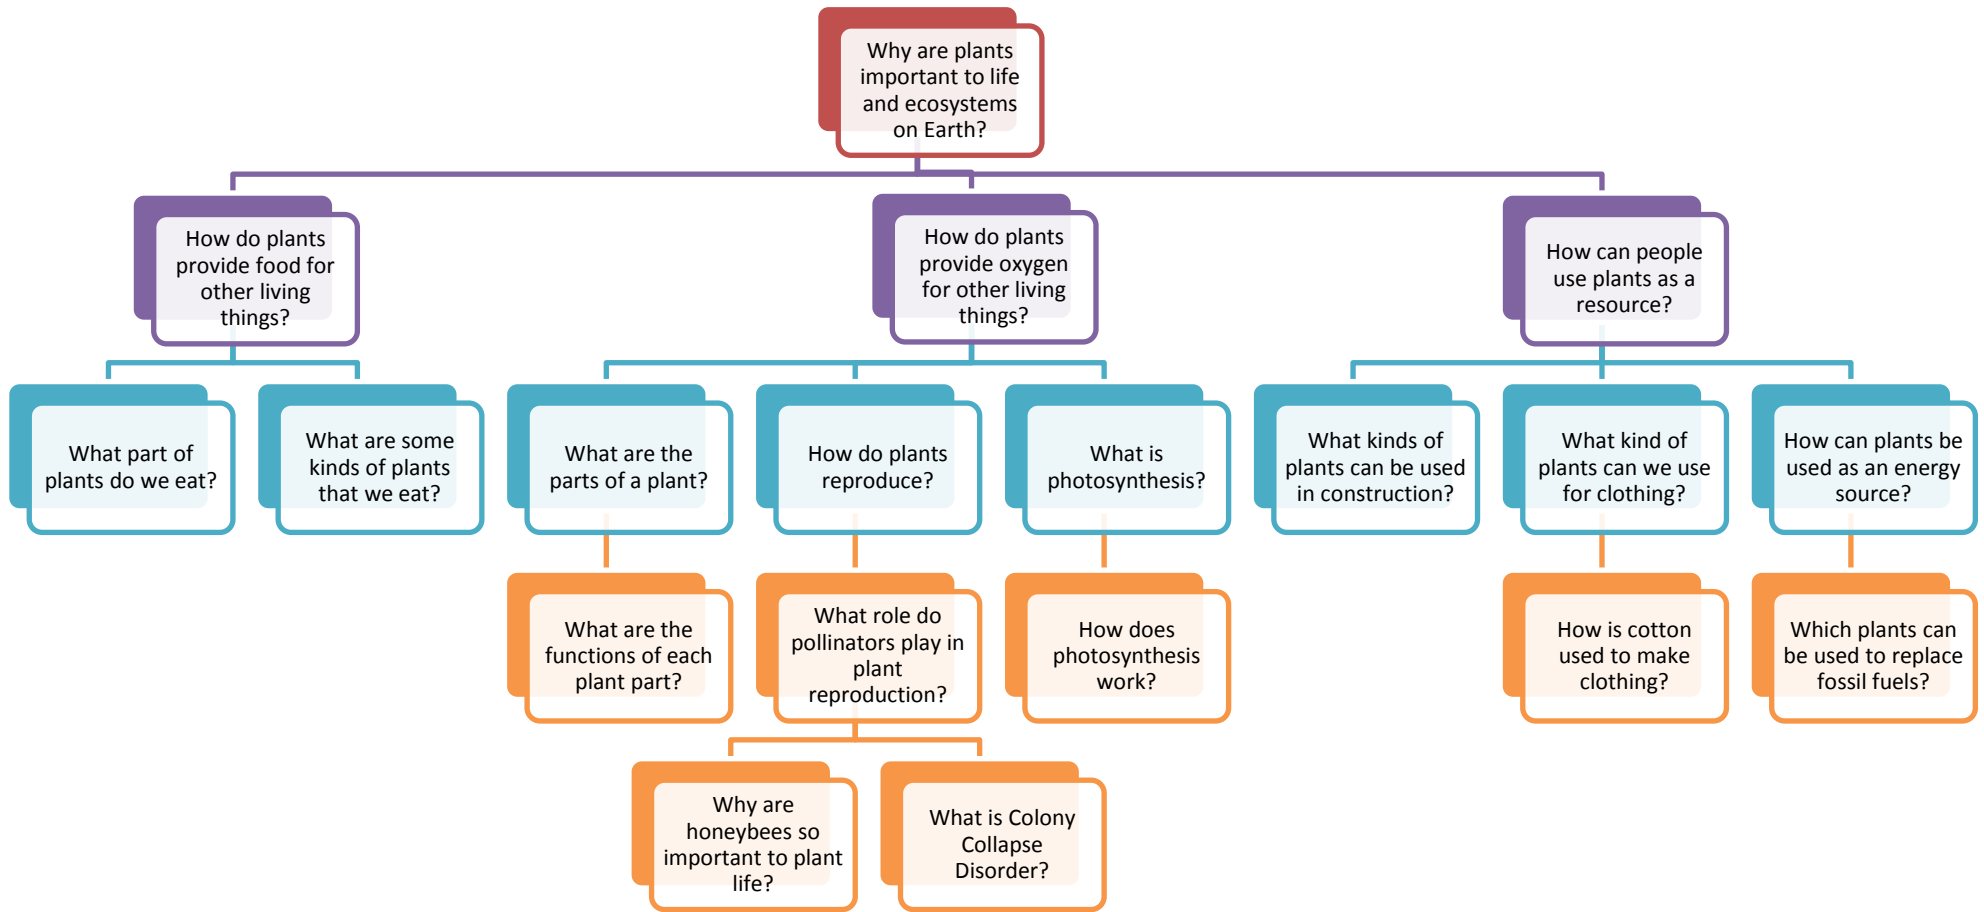 Why are plants
important to life
and ecosystems
on Earth?
How do plants
provide food for
other living
things?
How do plants
provide oxygen
for other living
things?
How can people
use plants as a
resource?
What part of
plants do we eat?
What are some
kinds of plants
that we eat?
What are the
parts of a plant?
How do plants
reproduce?
What is
photosynthesis?
What kinds of
plants can be used
in construction?
What kind of
plants can we use
for clothing?
How can plants be
used as an energy
source?
What are the
functions of each
plant part?
What role do
pollinators play in
plant
reproduction?
How does
photosynthesis
work?
How is cotton
used to make
clothing?
Which plants can
be used to replace
fossil fuels?
Why are
honeybees so
important to plant
life?
What is Colony
Collapse
Disorder?